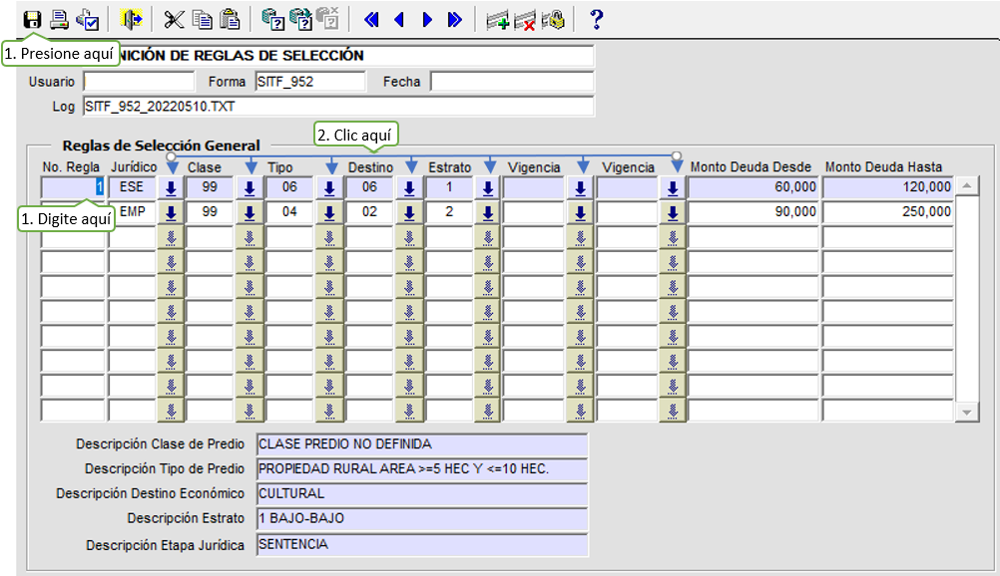 ?
1. Presione aquí
NICIÓN DE REGLAS DE SELECCIÓN
Usuario Forma SITF_952 Fecha
Log SITF_952_20220510.TXT
2. Clic aquí
Reglas de Selección General
No. Regla Jurídico Clase Tipo Destino Estrato Vigencia Vigencia Monto Deuda Desde Monto Deuda Hasta
1 ESE 99 06 06 1 60,000 120,000
1. Digite aquí
EMP 99 04 02 2 90,000 250,000
Descripción Clase de Predio CLASE PREDIO NO DEFINIDA
Descripción Tipo de Predio PROPIEDAD RURAL AREA >=5 HEC Y <=10 HEC.
Descripción Destino Económico CULTURAL
Descripción Estrato 1 BAJO-BAJO
Descripción Etapa Jurídica SENTENCIA